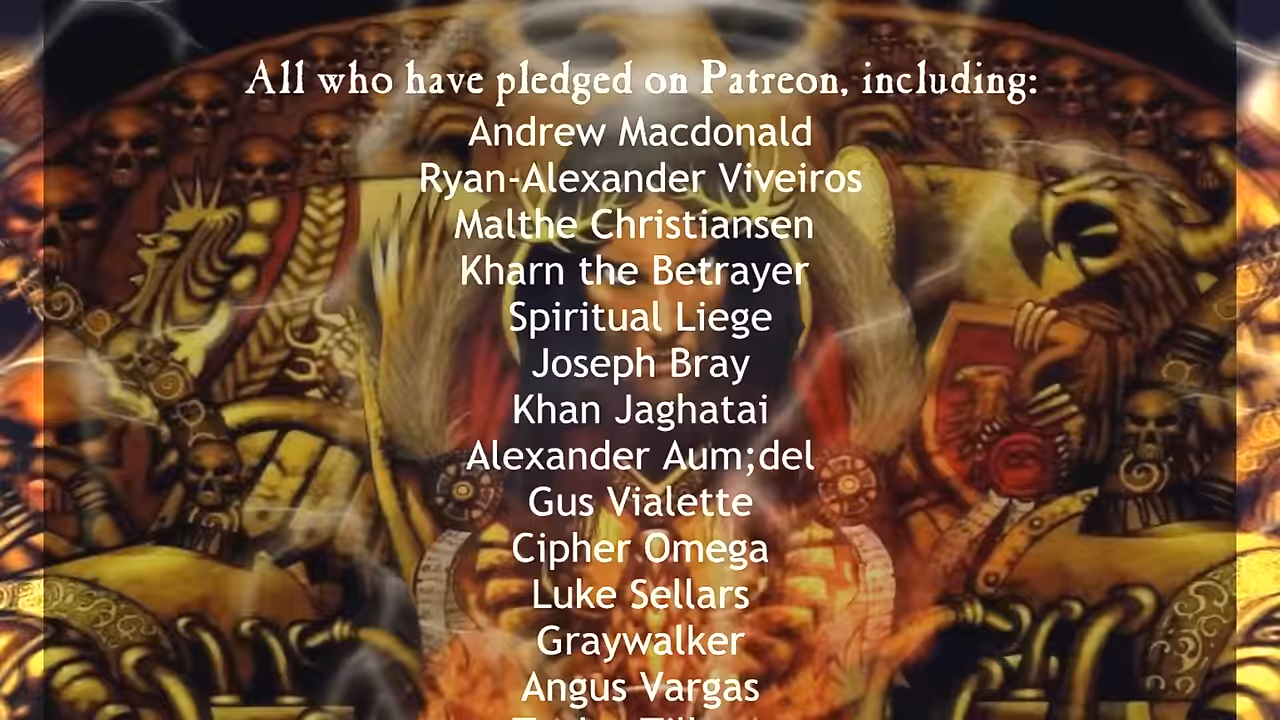 All who have pledged on Patreon, including:
Andrew Macdonald
Ryan-Alexander Viveiros
Malthe Christiansen
Kharn the Betrayer
Spiritual Liege
Joseph Bray
Khan Jaghatai
Alexander Aum;del
Gus Vialette
Cipher Omega
Luke Sellars
Graywalker
Angus Vargas